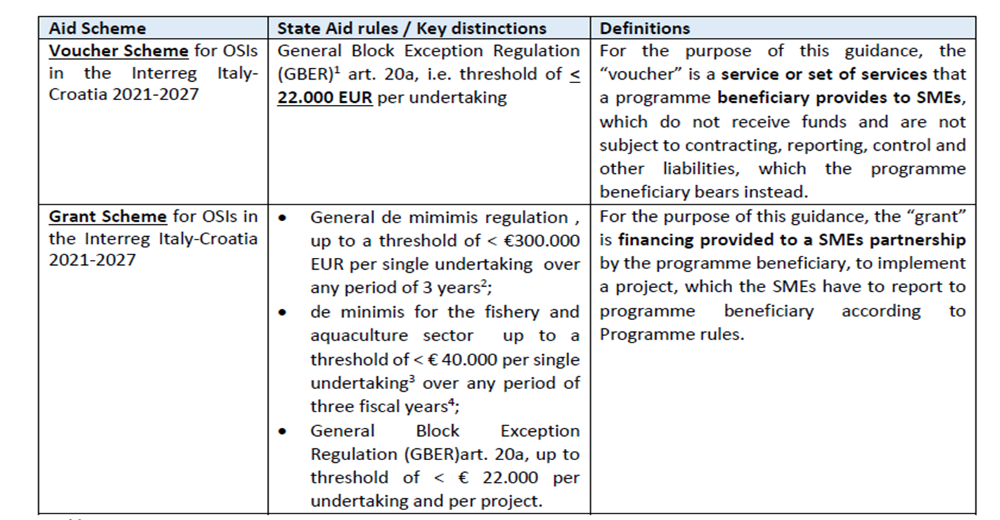 Aid Scheme
State Aid rules / Key distinctions
Definitions
Voucher Scheme for OSIs
in the Interreg Italy-
Croatia 2021-2027
General Block Exception Regulation
(GBER)¹ art. 20a, i.e. threshold of ≤
22.000 EUR per undertaking
For the purpose of this guidance, the
“voucher” is a service or set of services that
a programme beneficiary provides to SMEs,
which do not receive funds and are not
subject to contracting, reporting, control and
other liabilities, which the programme
beneficiary bears instead.
Grant Scheme for OSIs in
the Interreg Italy-Croatia
2021-2027
• General de mimimis regulation ,
up to a threshold of < €300.000
EUR per single undertaking over
any period of 3 years²;
• de minimis for the fishery and
aquaculture sector up to a
threshold of < € 40.000 per single
undertaking³ over any period of
three fiscal years⁴;
• General Block Exception
Regulation (GBER)art. 20a, up to
threshold of < € 22.000 per
undertaking and per project.
For the purpose of this guidance, the “grant”
is financing provided to a SMEs partnership
by the programme beneficiary, to implement
a project, which the SMEs have to report to
programme beneficiary according to
Programme rules.